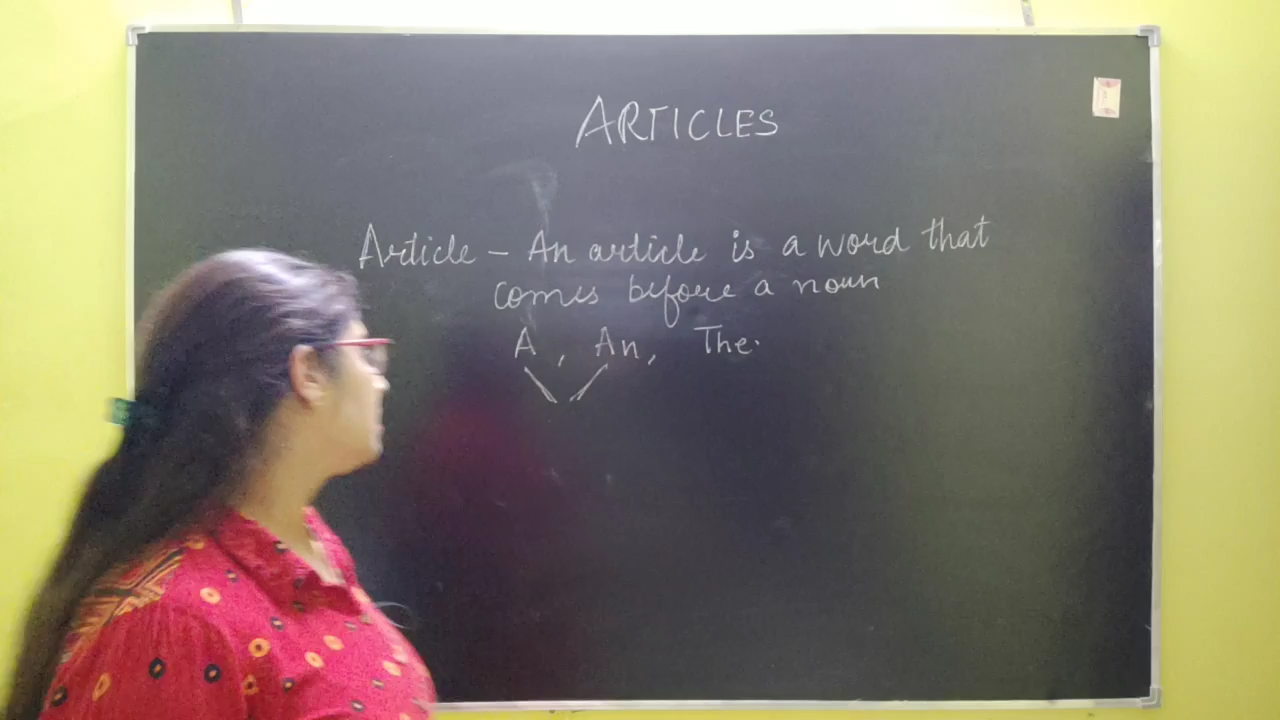 ARTICLES
Article – An article is a word that
comes before a noun
A, An, The.